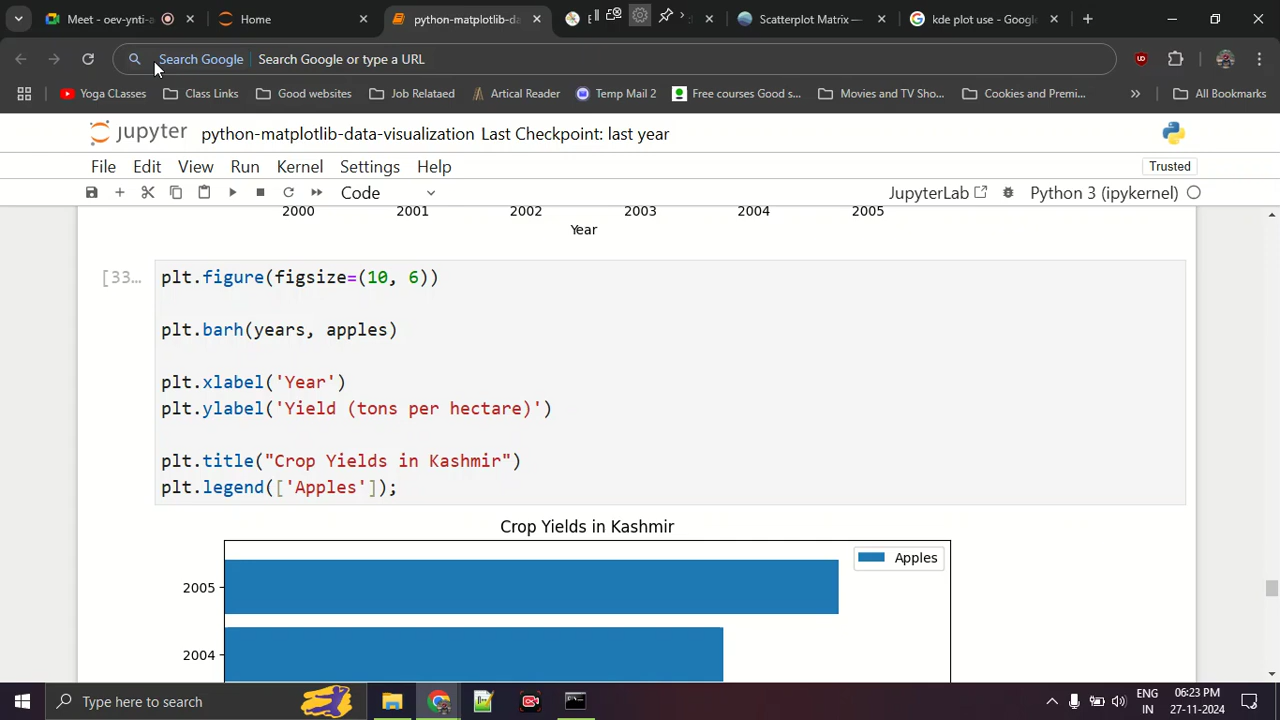 Meet - oev-ynti-a
Home
python-matplotlib-da
Scatterplot Matrix —
kde plot use - Google
Search Google
Search Google or type a URL
Yoga CLasses
Class Links
Good websites
Job Relataed
Artical Reader
Temp Mail 2
Free courses Good s...
Movies and TV Sho...
Cookies and Premi...
All Bookmarks
jupyter
python-matplotlib-data-visualization Last Checkpoint: last year
File Edit View Run Kernel Settings Help
Trusted
Code
JupyterLab
Python 3 (ipykernel)
2000 2001 2002 2003 2004 2005
Year
[33…
plt.figure(figsize=(10, 6))
plt.barh(years, apples)
plt.xlabel('Year')
plt.ylabel('Yield (tons per hectare)')
plt.title("Crop Yields in Kashmir")
plt.legend(['Apples']);
Crop Yields in Kashmir
Apples
2005
2004
Type here to search
ENG
IN
06:23 PM
27-11-2024